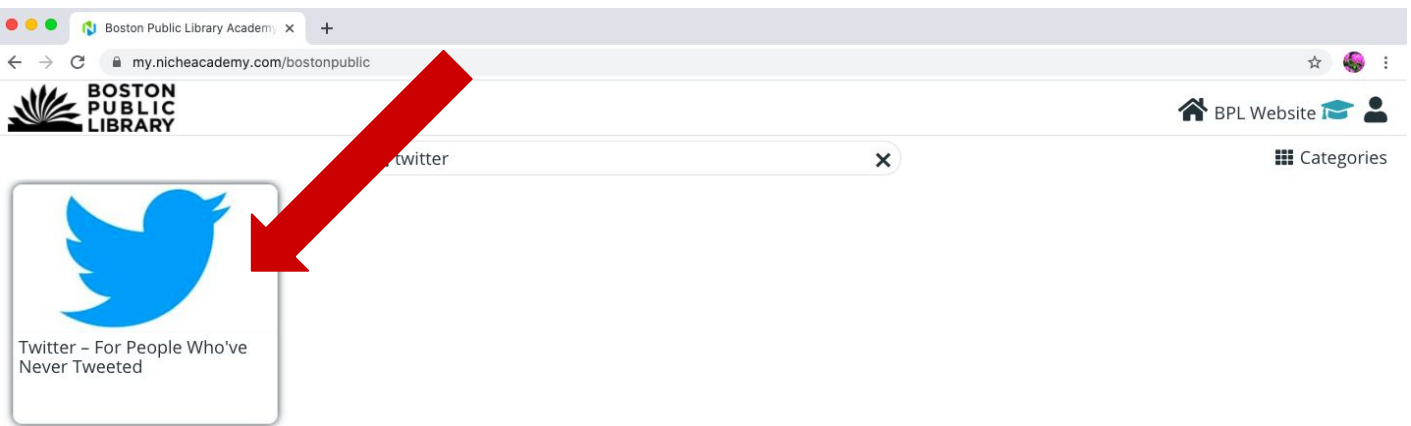 Boston Public Library Academy
my.nicheacademy.com/bostonpublic
BOSTON
PUBLIC
LIBRARY
BPL Website
twitter
Categories
Twitter – For People Who've
Never Tweeted